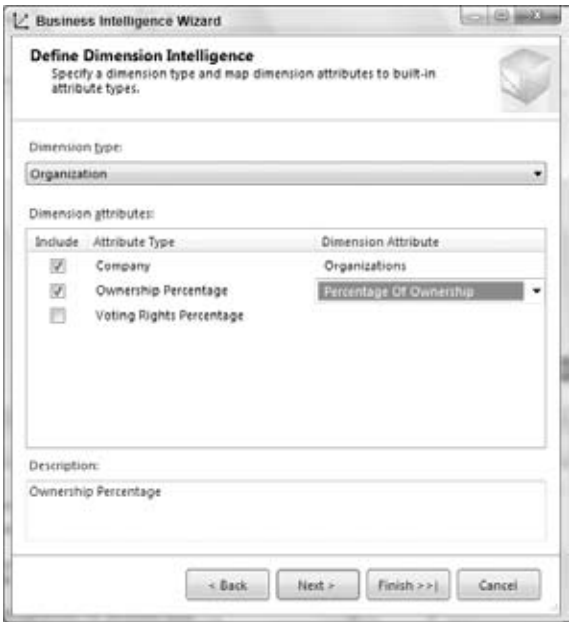 Business Intelligence Wizard
Define Dimension Intelligence
Specify a dimension type and map dimension attributes to built-in
attribute types.
Dimension type:
Organization
Dimension attributes:
Include Attribute Type Dimension Attribute
Company Organizations
Ownership Percentage Percentage Of Ownership
Voting Rights Percentage
Description:
Ownership Percentage
< Back Next > Finish >>| Cancel